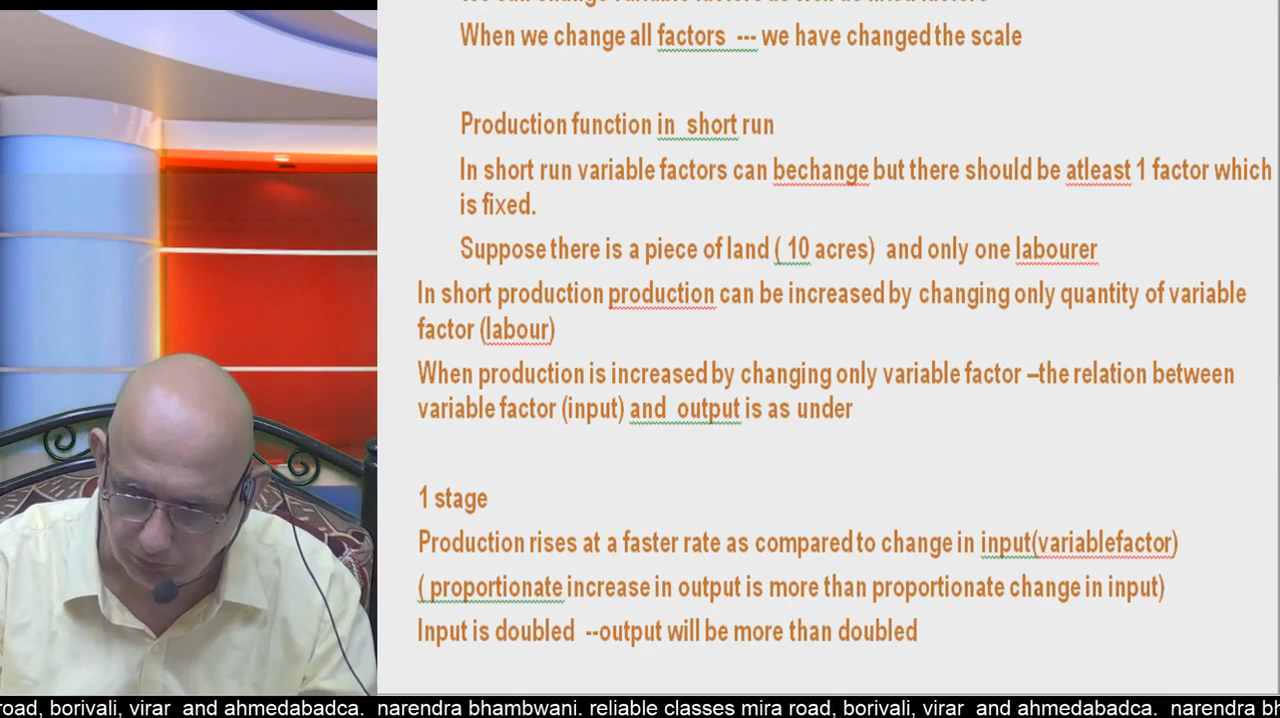 When we change all factors --- we have changed the scale
Production function in short run
In short run variable factors can bechange but there should be atleast 1 factor which
is fixed.
Suppose there is a piece of land ( 10 acres) and only one labourer
In short production production can be increased by changing only quantity of variable
factor (labour)
When production is increased by changing only variable factor –the relation between
variable factor (input) and output is as under
1 stage
Production rises at a faster rate as compared to change in input(variablefactor)
( proportionate increase in output is more than proportionate change in input)
Input is doubled --output will be more than doubled
road, borivali, virar and ahmedabadca. narendra bhambwani. reliable classes mira road, borivali, virar and ahmedabadca. narendra bh